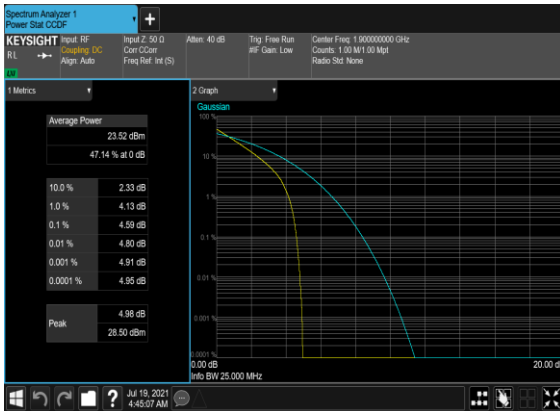 Spectrum Analyzer 1
Power Stat CCDF
KEYSIGHT
RL
Input: RF
Coupling: DC
Align: Auto
Input Z: 50 Ω
Corr CCorr
Freq Ref: Int (S)
Atten: 40 dB
Trig: Free Run
#IF Gain: Low
Center Freq: 1.900000000 GHz
Counts: 1.00 M/1.00 Mpt
Radio Std: None
1 Metrics
Average Power
23.52 dBm
47.14 % at 0 dB
10.0 % 2.33 dB
1.0 % 4.13 dB
0.1 % 4.59 dB
0.01 % 4.80 dB
0.001 % 4.91 dB
0.0001 % 4.95 dB
Peak
4.98 dB
28.50 dBm
2 Graph
Gaussian
100 %
10 %
1 %
0.1 %
0.01 %
0.001 %
0.0001 %
0.00 dB
20.00 d
Info BW 25.000 MHz
?
Jul 19, 2021
4:45:07 AM